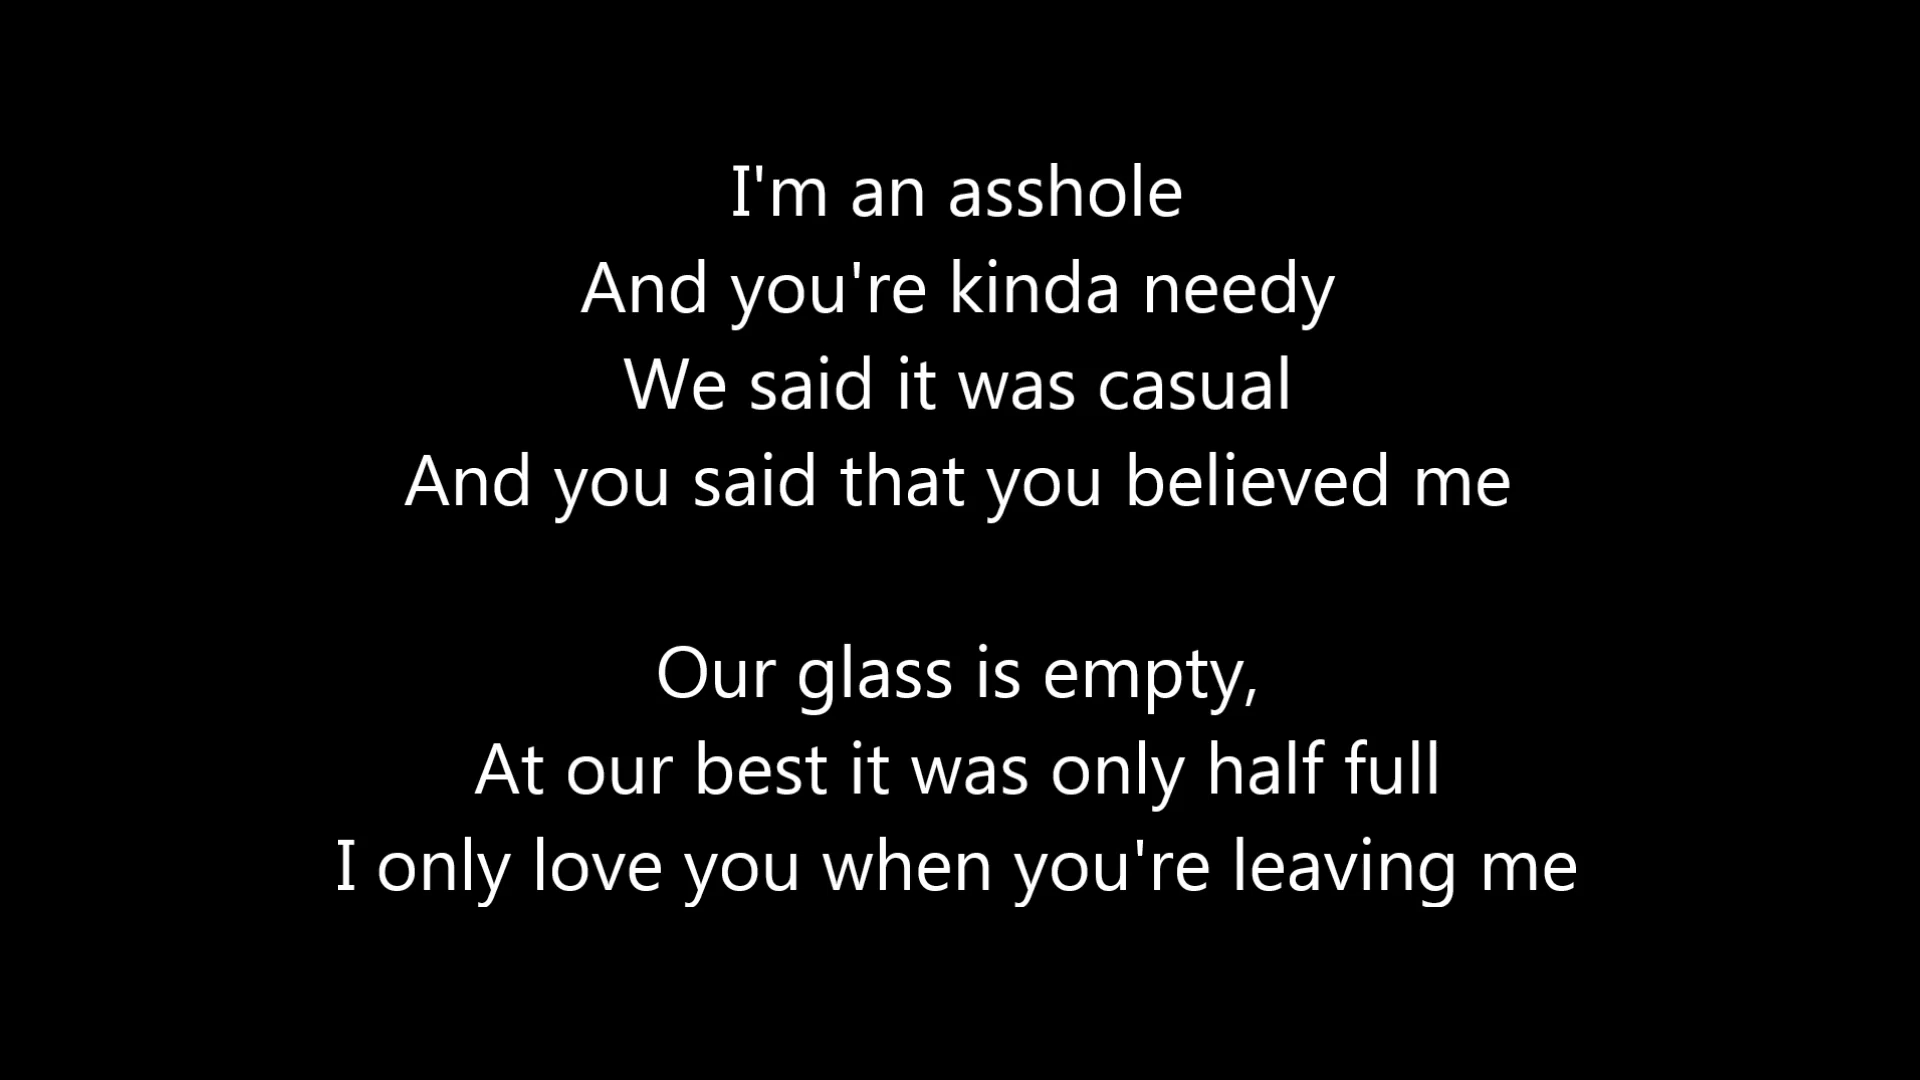 I'm an asshole
And you're kinda needy
We said it was casual
And you said that you believed me
Our glass is empty,
At our best it was only half full
I only love you when you're leaving me